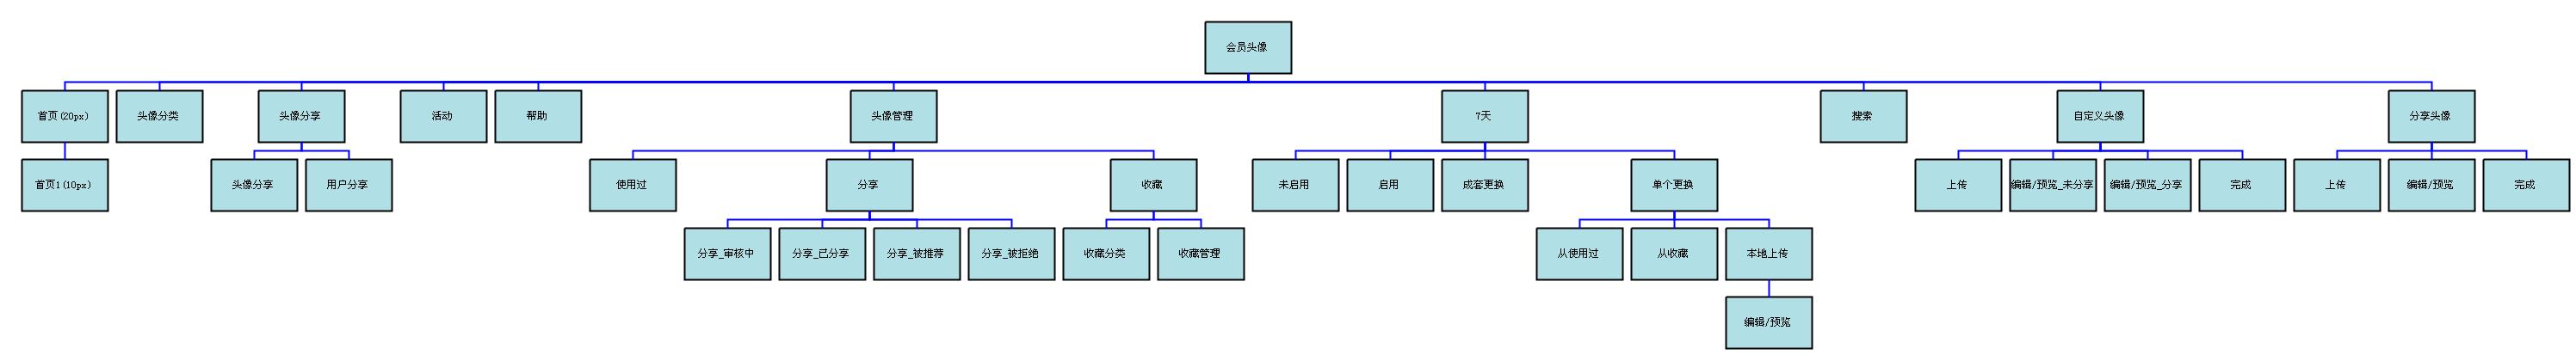 会员头像
首页(20px)
头像分类
头像分享
活动
帮助
头像管理
7天
搜索
自定义头像
分享头像
首页1(10px)
头像分享
用户分享
使用过
分享
收藏
未启用
启用
成套更换
单个更换
上传
编辑/预览_未分享
编辑/预览_分享
完成
上传
编辑/预览
完成
分享_审核中
分享_已分享
分享_被推荐
分享_被拒绝
收藏分类
收藏管理
从使用过
从收藏
本地上传
编辑/预览